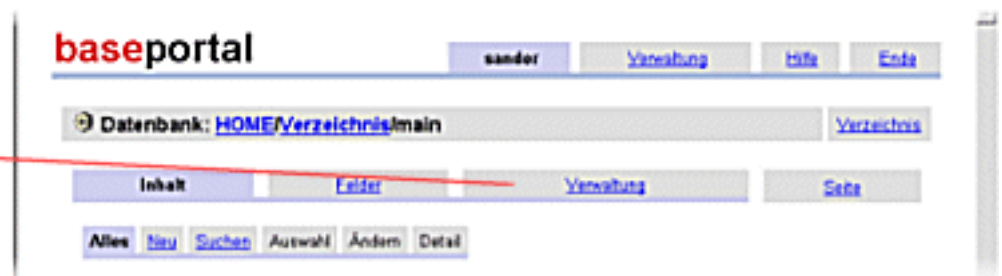 baseportal sander Verwaltung Hilfe Ende
Datenbank: HOME/Verzeichnis/main Verzeichnis
Inhalt Felder Verwaltung Seite
Alles Neu Suchen Auswahl Ändern Detail